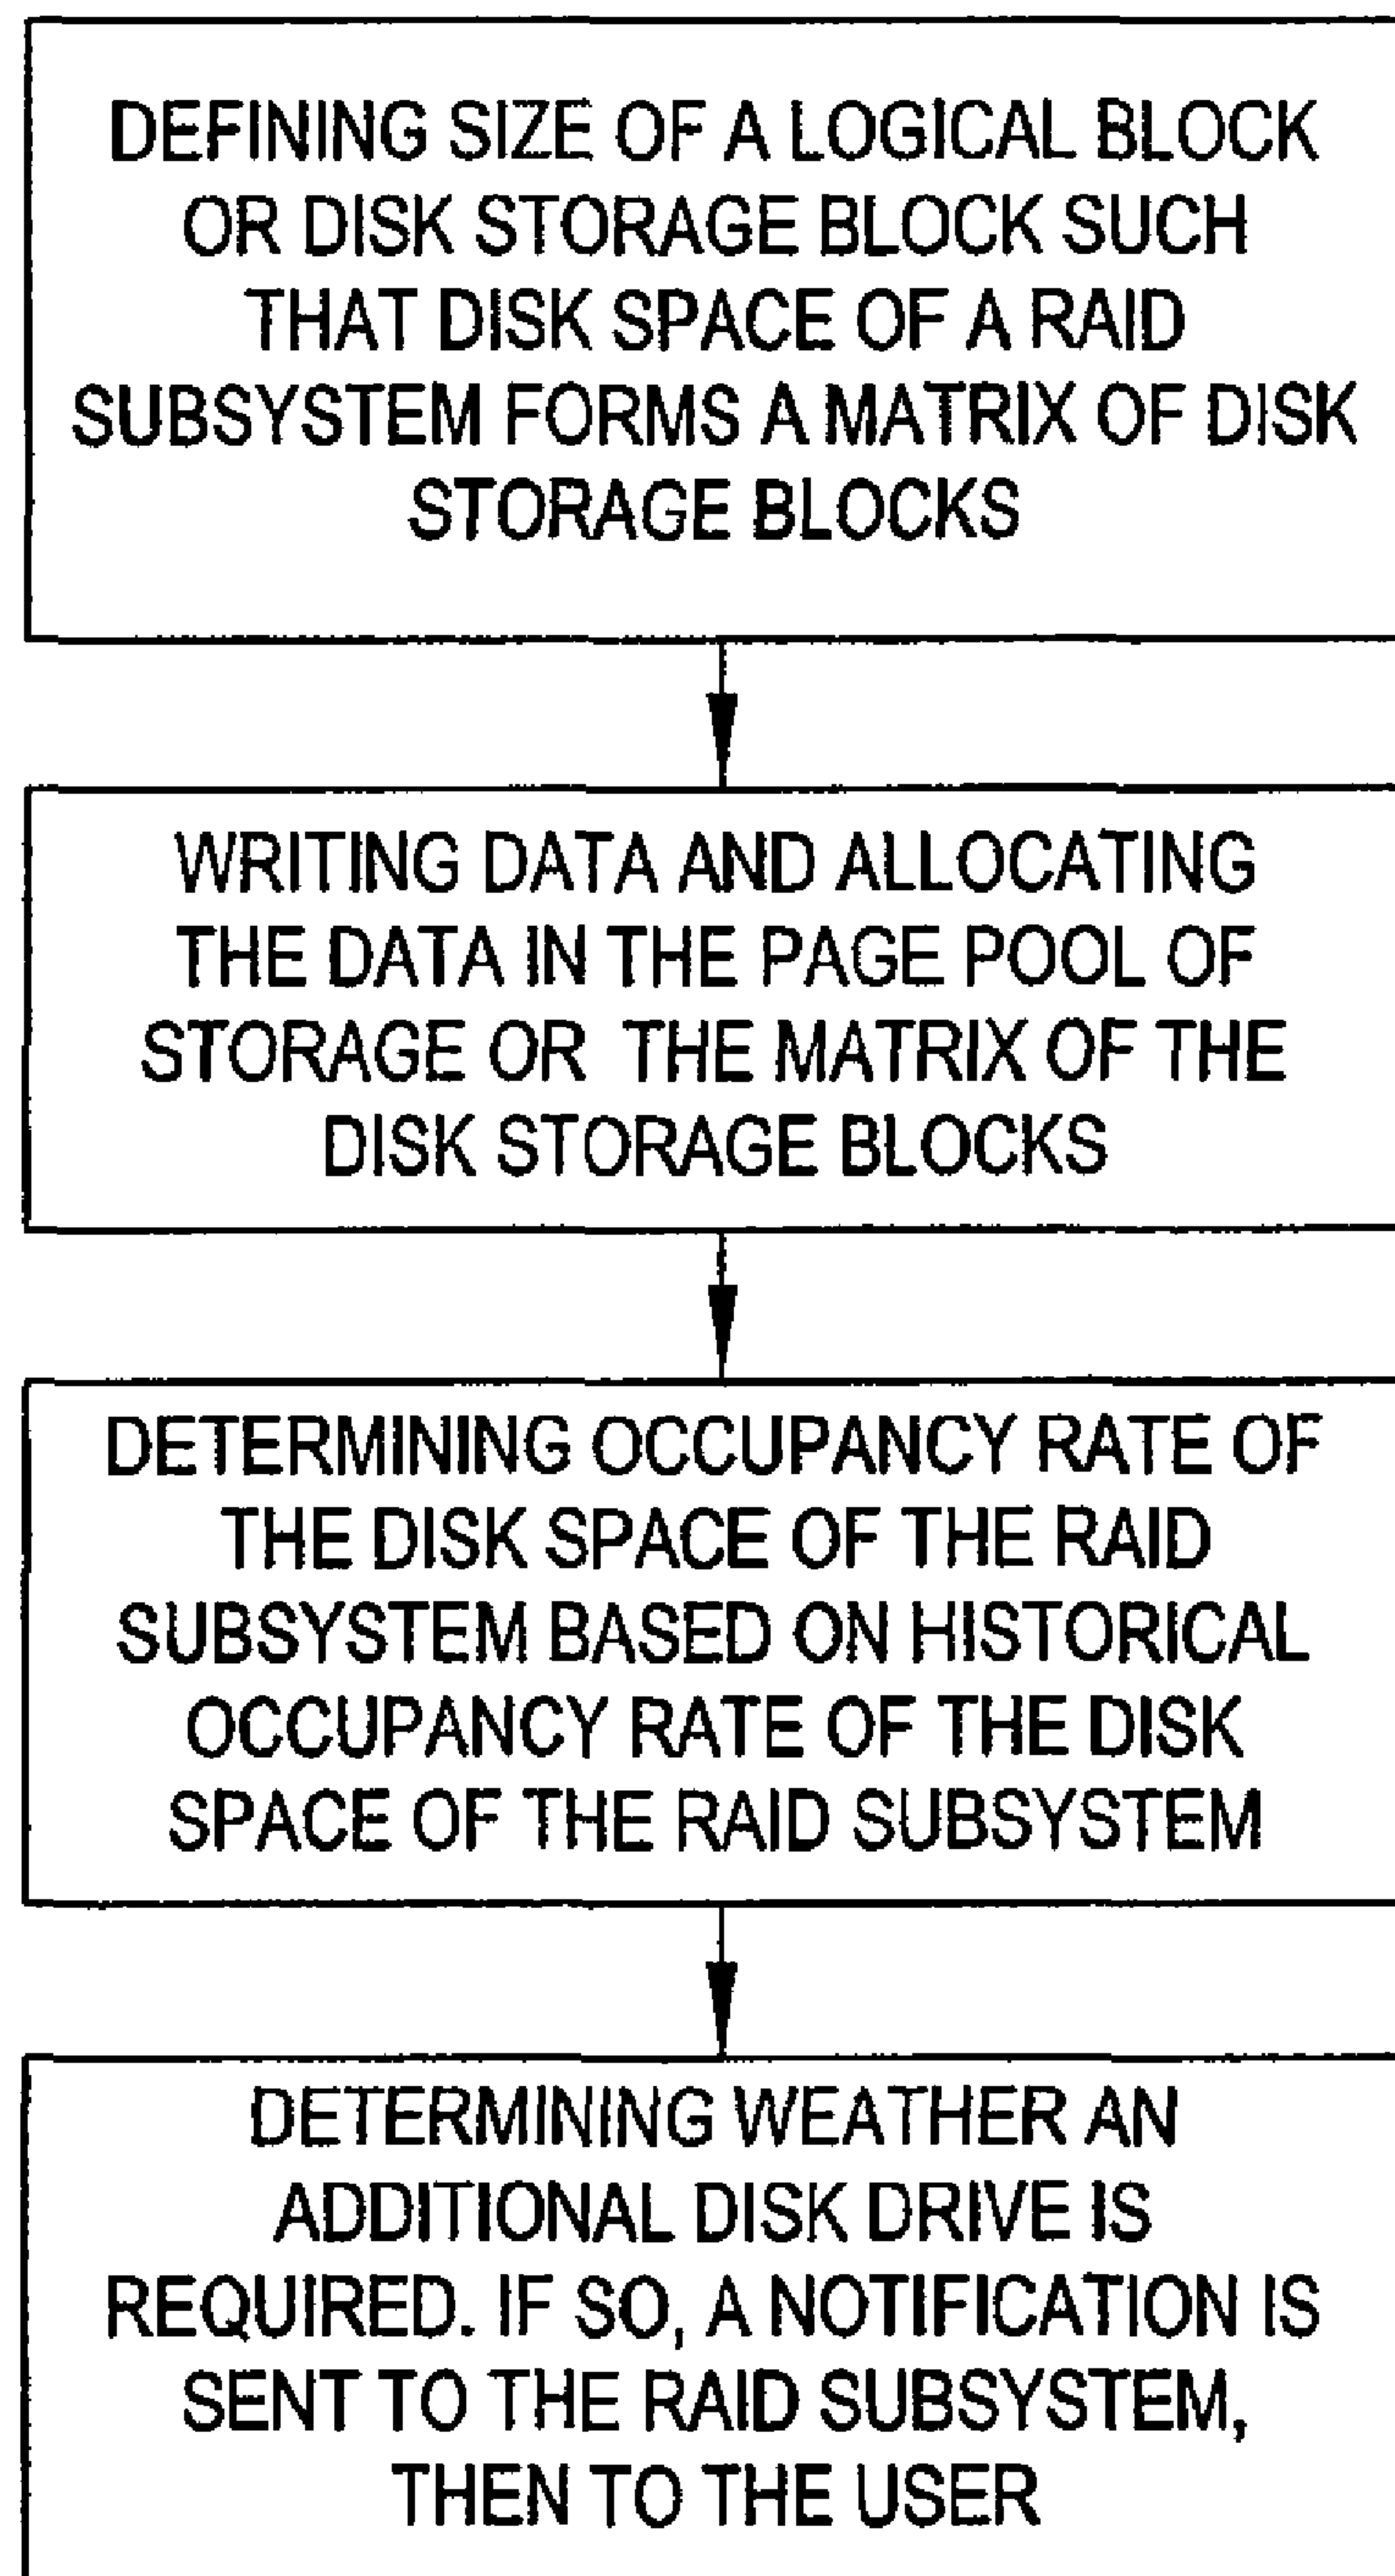 DEFINING SIZE OF A LOGICAL BLOCK
OR DISK STORAGE BLOCK SUCH
THAT DISK SPACE OF A RAID
SUBSYSTEM FORMS A MATRIX OF DISK
STORAGE BLOCKS
WRITING DATA AND ALLOCATING
THE DATA IN THE PAGE POOL OF
STORAGE OR THE MATRIX OF THE
DISK STORAGE BLOCKS
DETERMINING OCCUPANCY RATE OF
THE DISK SPACE OF THE RAID
SUBSYSTEM BASED ON HISTORICAL
OCCUPANCY RATE OF THE DISK
SPACE OF THE RAID SUBSYSTEM
DETERMINING WEATHER AN
ADDITIONAL DISK DRIVE IS
REQUIRED. IF SO, A NOTIFICATION IS
SENT TO THE RAID SUBSYSTEM,
THEN TO THE USER